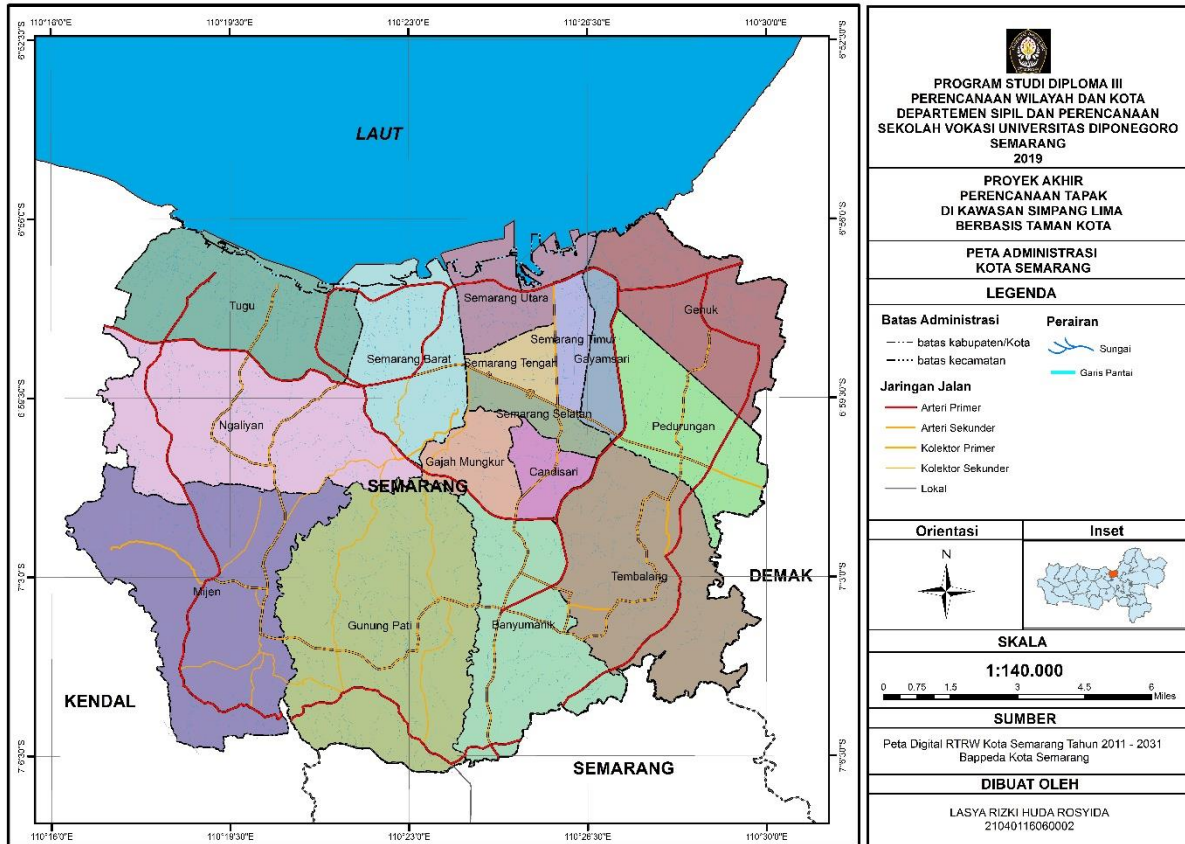 110°16'0"E 110°19'30"E 110°23'0"E 110°26'30"E 110°30'0"E
6°52'30"S 6°52'30"S
LAUT
6°56'0"S 6°56'0"S
Semarang Utara
Tugu
Genuk
Semarang Barat
Semarang Timur
Semarang Tengah
Gayamsari
6°59'30"S 6°59'30"S
Semarang Selatan
Ngaliyan
Pedurungan
Gajah Mungkur
Candisari
SEMARANG
7°3'0"S 7°3'0"S
Tembalang
DEMAK
Mijen
Gunung Pati
Banyumanik
KENDAL
7°6'30"S 7°6'30"S
SEMARANG
110°16'0"E 110°19'30"E 110°23'0"E 110°26'30"E 110°30'0"E
PROGRAM STUDI DIPLOMA III
PERENCANAAN WILAYAH DAN KOTA
DEPARTEMEN SIPIL DAN PERENCANAAN
SEKOLAH VOKASI UNIVERSITAS DIPONEGORO
SEMARANG
2019
PROYEK AKHIR
PERENCANAAN TAPAK
DI KAWASAN SIMPANG LIMA
BERBASIS TAMAN KOTA
PETA ADMINISTRASI
KOTA SEMARANG
LEGENDA
Batas Administrasi
batas kabupaten/Kota
batas kecamatan
Perairan
Sungai
Garis Pantai
Jaringan Jalan
Arteri Primer
Arteri Sekunder
Kolektor Primer
Kolektor Sekunder
Lokal
Orientasi
N
Inset
SKALA
1:140.000
0 0.75 1.5 3 4.5 6
Miles
SUMBER
Peta Digital RTRW Kota Semarang Tahun 2011 - 2031
Bappeda Kota Semarang
DIBUAT OLEH
LASYA RIZKI HUDA ROSYIDA
21040116060002